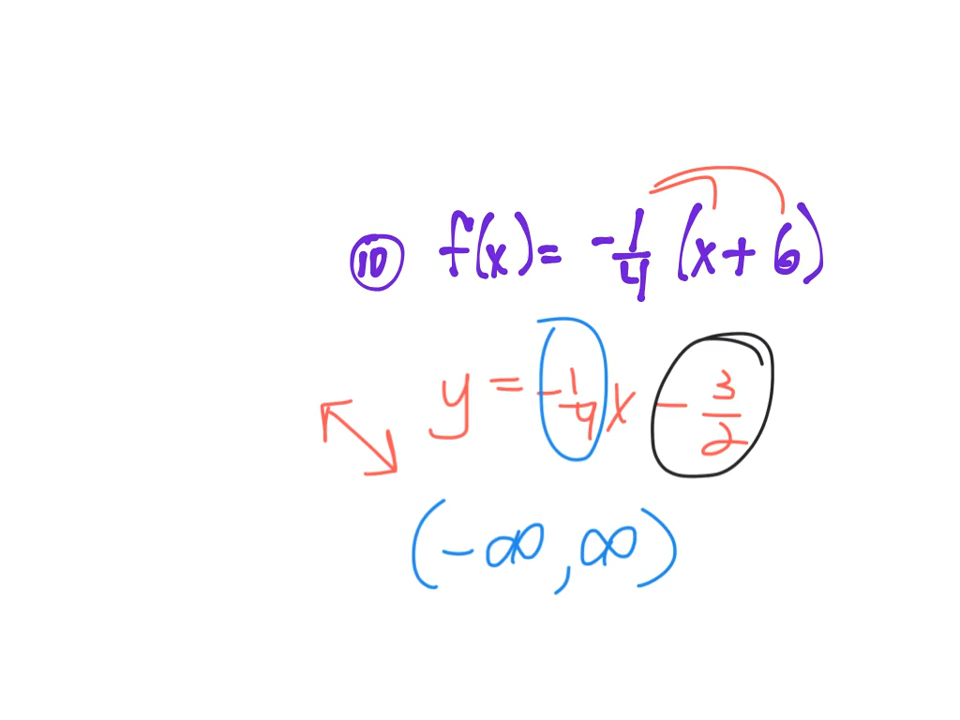 ⑩ f(x) = -1/4 (x + 6)
y = -1/4 x - 3/2
(-∞, ∞)